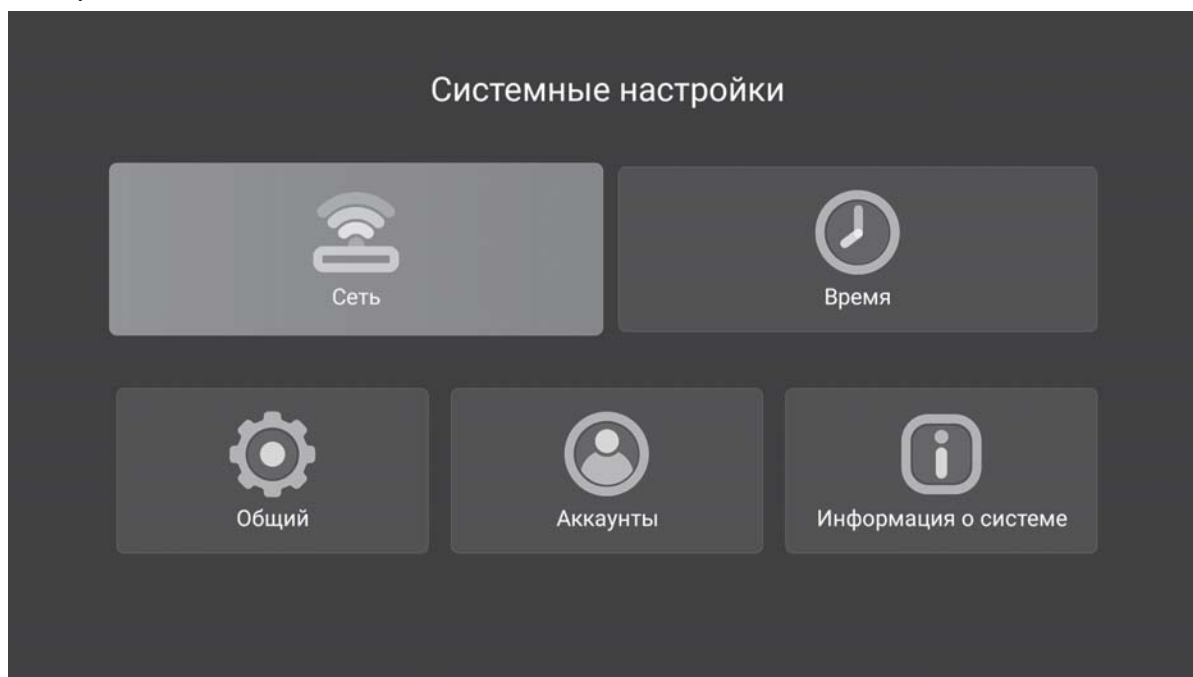 Системные настройки
Сеть
Время
Общий
Аккаунты
Информация о системе